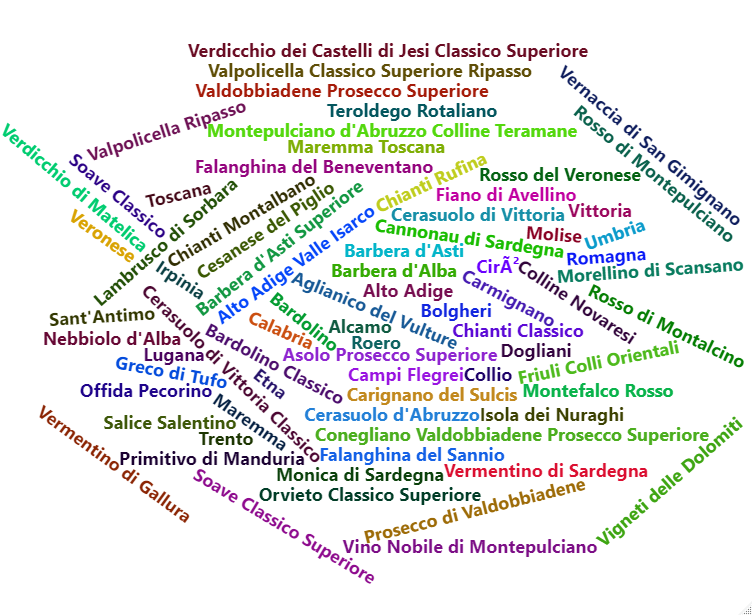 Verdicchio dei Castelli di Jesi Classico Superiore
Valpolicella Classico Superiore Ripasso
Valdobbiadene Prosecco Superiore
Teroldego Rotaliano
Vernaccia di San Gimignano
Rosso di Montepulciano
Valpolicella Ripasso
Montepulciano d'Abruzzo Colline Teramane
Maremma Toscana
Verdicchio di Matelica
Soave Classico
Falanghina del Beneventano
Chianti Rufina
Rosso del Veronese
Toscana
Lambrusco di Sorbara
Chianti Montalbano
Cesanese del Piglio
Barbera d'Asti Superiore
Fiano di Avellino
Veronese
Alto Adige Valle Isarco
Cerasuolo di Vittoria
Vittoria
Cannonau di Sardegna
Molise
Umbria
Irpinia
Barbera d'Asti
Barbera d'Alba
CirÃ²
Romagna
Morellino di Scansano
Colline Novaresi
Aglianico del Vulture
Alto Adige
Carmignano
Rosso di Montalcino
Sant'Antimo
Cerasuolo di Vittoria Classico
Bardolino
Bolgheri
Calabria
Alcamo
Chianti Classico
Nebbiolo d'Alba
Bardolino Classico
Roero
Lugana
Asolo Prosecco Superiore
Dogliani
Friuli Colli Orientali
Greco di Tufo
Etna
Campi Flegrei
Collio
Offida Pecorino
Maremma
Carignano del Sulcis
Montefalco Rosso
Cerasuolo d'Abruzzo
Isola dei Nuraghi
Salice Salentino
Trento
Conegliano Valdobbiadene Prosecco Superiore
Vermentino di Gallura
Primitivo di Manduria
Falanghina del Sannio
Monica di Sardegna
Vermentino di Sardegna
Vigneti delle Dolomiti
Soave Classico Superiore
Orvieto Classico Superiore
Prosecco di Valdobbiadene
Vino Nobile di Montepulciano